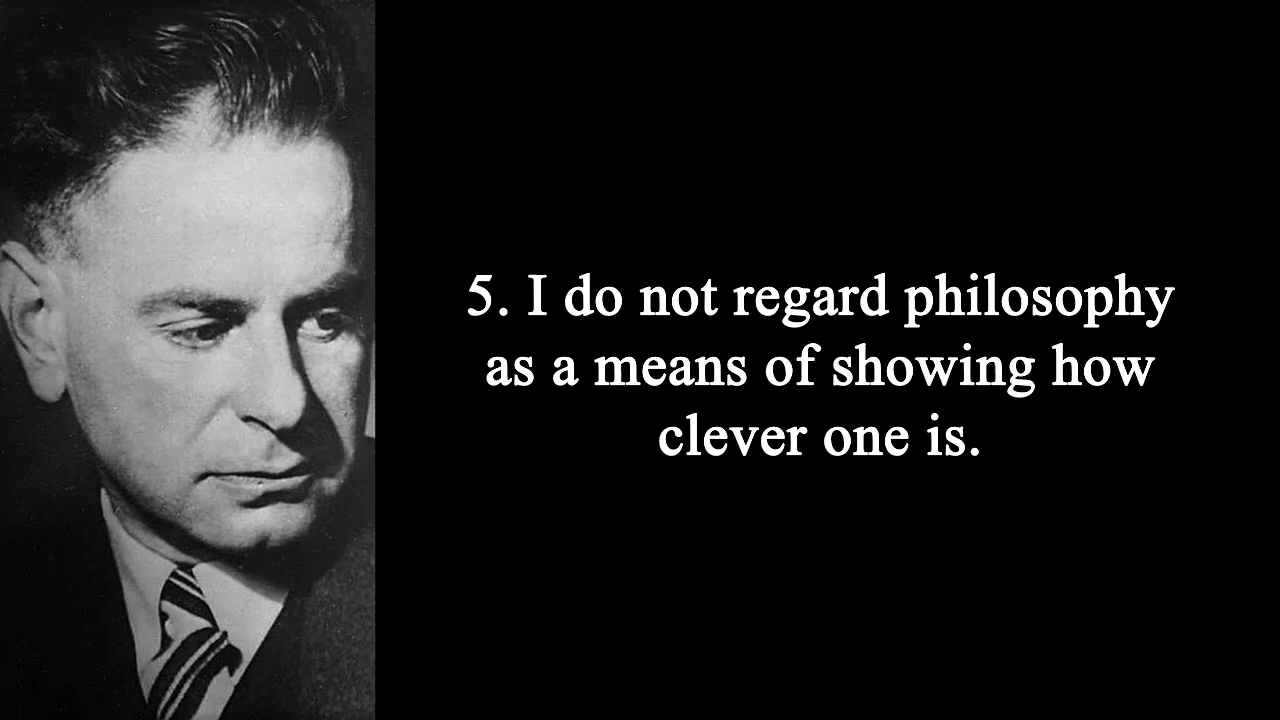 5. I do not regard philosophy
as a means of showing how
clever one is.